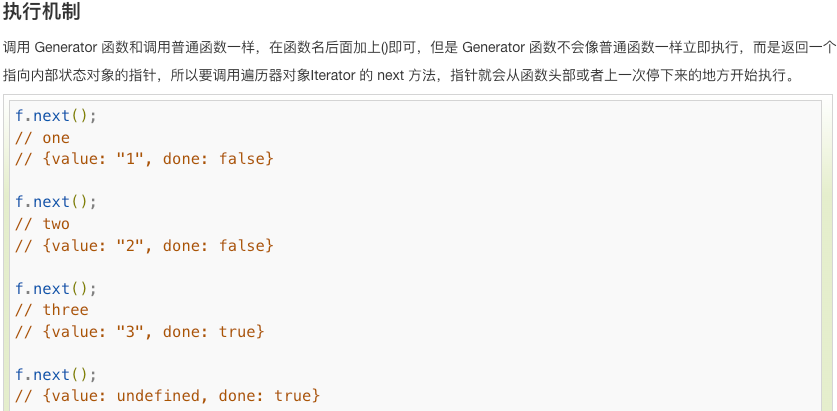 执行机制
调用 Generator 函数和调用普通函数一样，在函数名后面加上()即可，但是 Generator 函数不会像普通函数一样立即执行，而是返回一个
指向内部状态对象的指针，所以要调用遍历器对象Iterator 的 next 方法，指针就会从函数头部或者上一次停下来的地方开始执行。
f.next();
// one
// {value: "1", done: false}
f.next();
// two
// {value: "2", done: false}
f.next();
// three
// {value: "3", done: true}
f.next();
// {value: undefined, done: true}